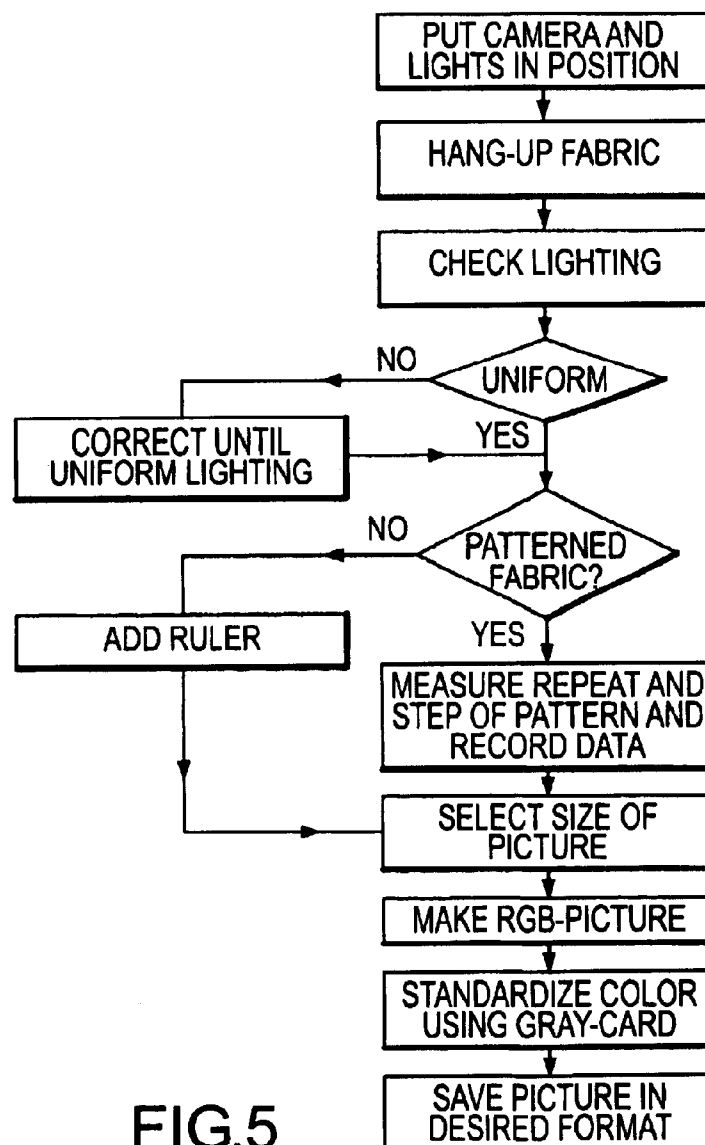 PUT CAMERA AND
LIGHTS IN POSITION
HANG-UP FABRIC
CHECK LIGHTING
UNIFORM
NO
YES
CORRECT UNTIL
UNIFORM LIGHTING
PATTERNED
FABRIC?
NO
YES
ADD RULER
MEASURE REPEAT AND
STEP OF PATTERN AND
RECORD DATA
SELECT SIZE OF
PICTURE
MAKE RGB-PICTURE
STANDARDIZE COLOR
USING GRAY-CARD
SAVE PICTURE IN
DESIRED FORMAT
FIG.5